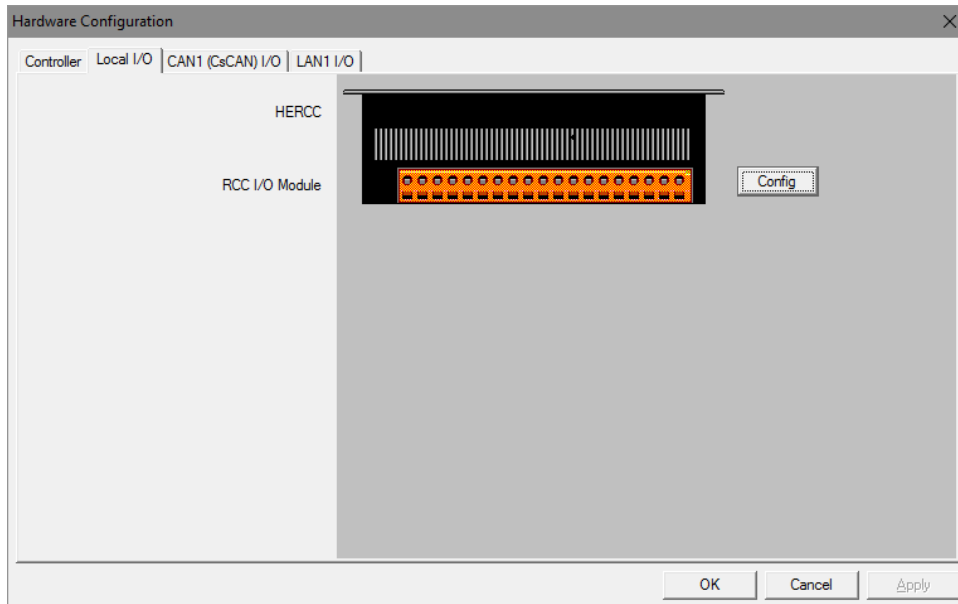 Hardware Configuration
Controller Local I/O CAN1 (CsCAN) I/O LAN1 I/O
HERCC
RCC I/O Module Config
OK Cancel Apply